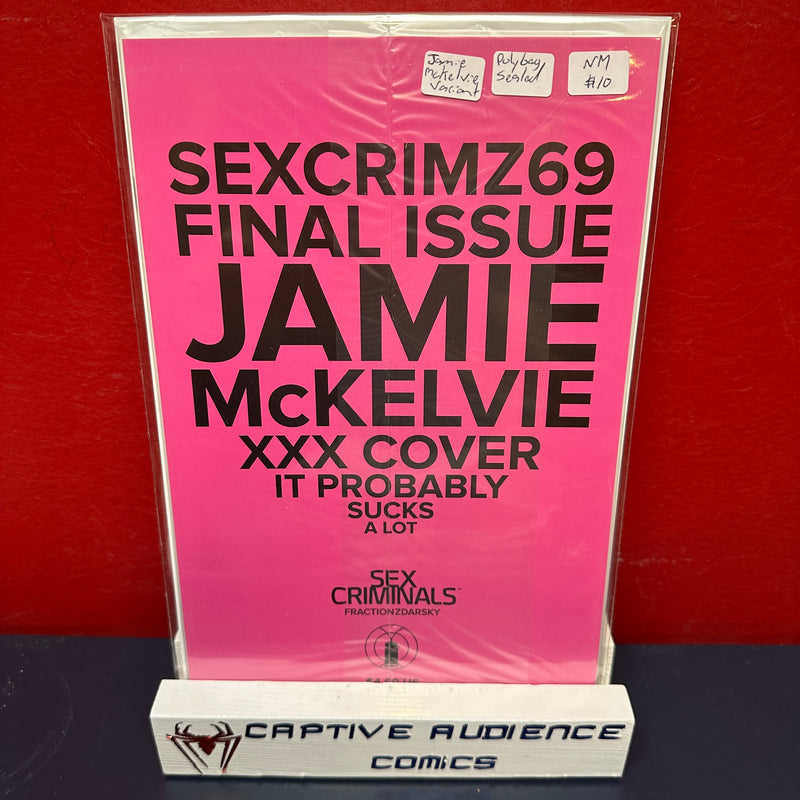 Jamie
McKelvie
Variant
Polybag
Sealed
NM
$10
SEXCRIMZ69
FINAL ISSUE
JAMIE
McKELVIE
XXX COVER
IT PROBABLY
SUCKS
A LOT
SEX
CRIMINALS™
FRACTIONZDARSKY
CAPTIVE AUDIENCE
COMICS